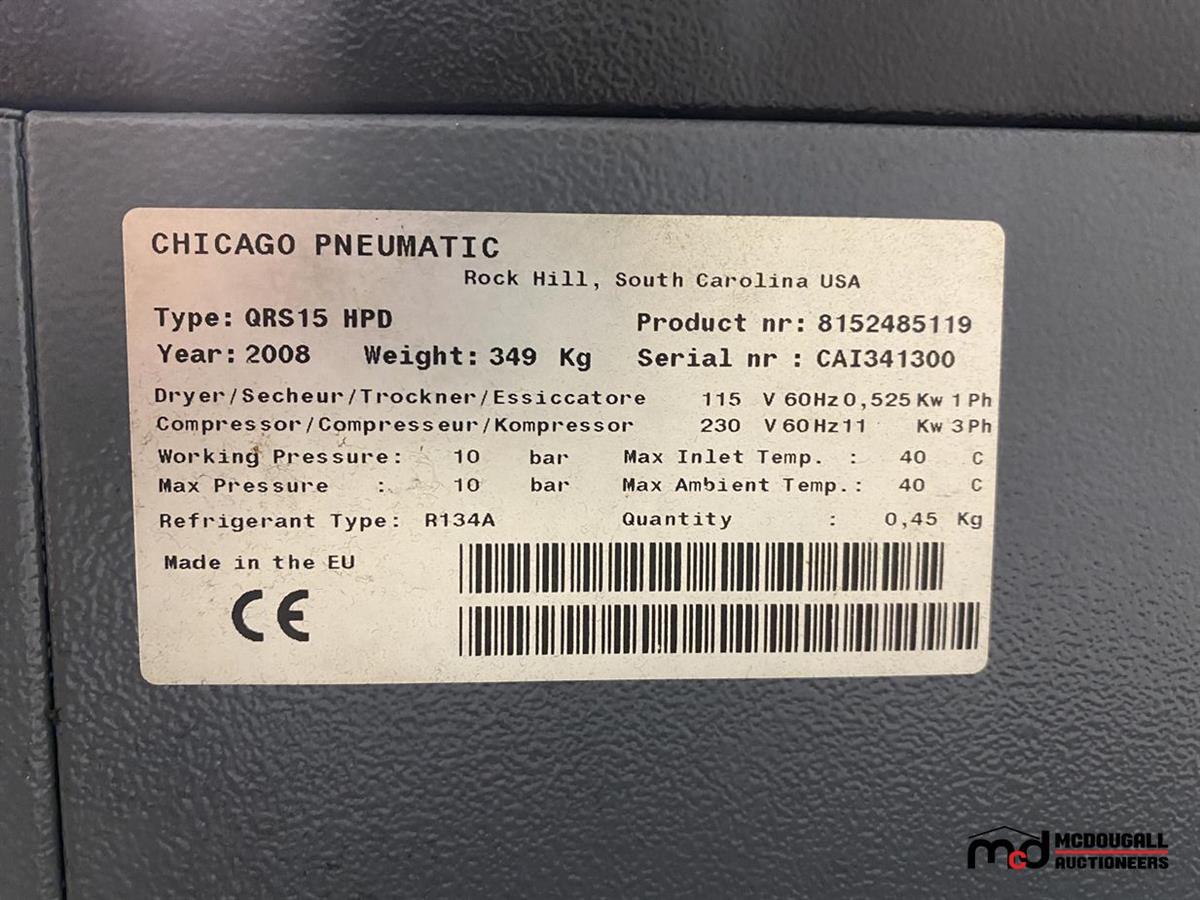 CHICAGO PNEUMATIC
Rock Hill, South Carolina USA
Type: QRS15 HPD Product nr: 8152485119
Year: 2008 Weight: 349 Kg Serial nr : CAI341300
Dryer/Secheur/Trockner/Essiccatore 115 V 60Hz 0,525 Kw 1 Ph
Compressor/Compresseur/Kompressor 230 V 60Hz 11 Kw 3 Ph
Working Pressure: 10 bar Max Inlet Temp. : 40 C
Max Pressure : 10 bar Max Ambient Temp.: 40 C
Refrigerant Type: R134A Quantity : 0,45 Kg
Made in the EU
CE
mcd MCDOUGALL
AUCTIONEERS